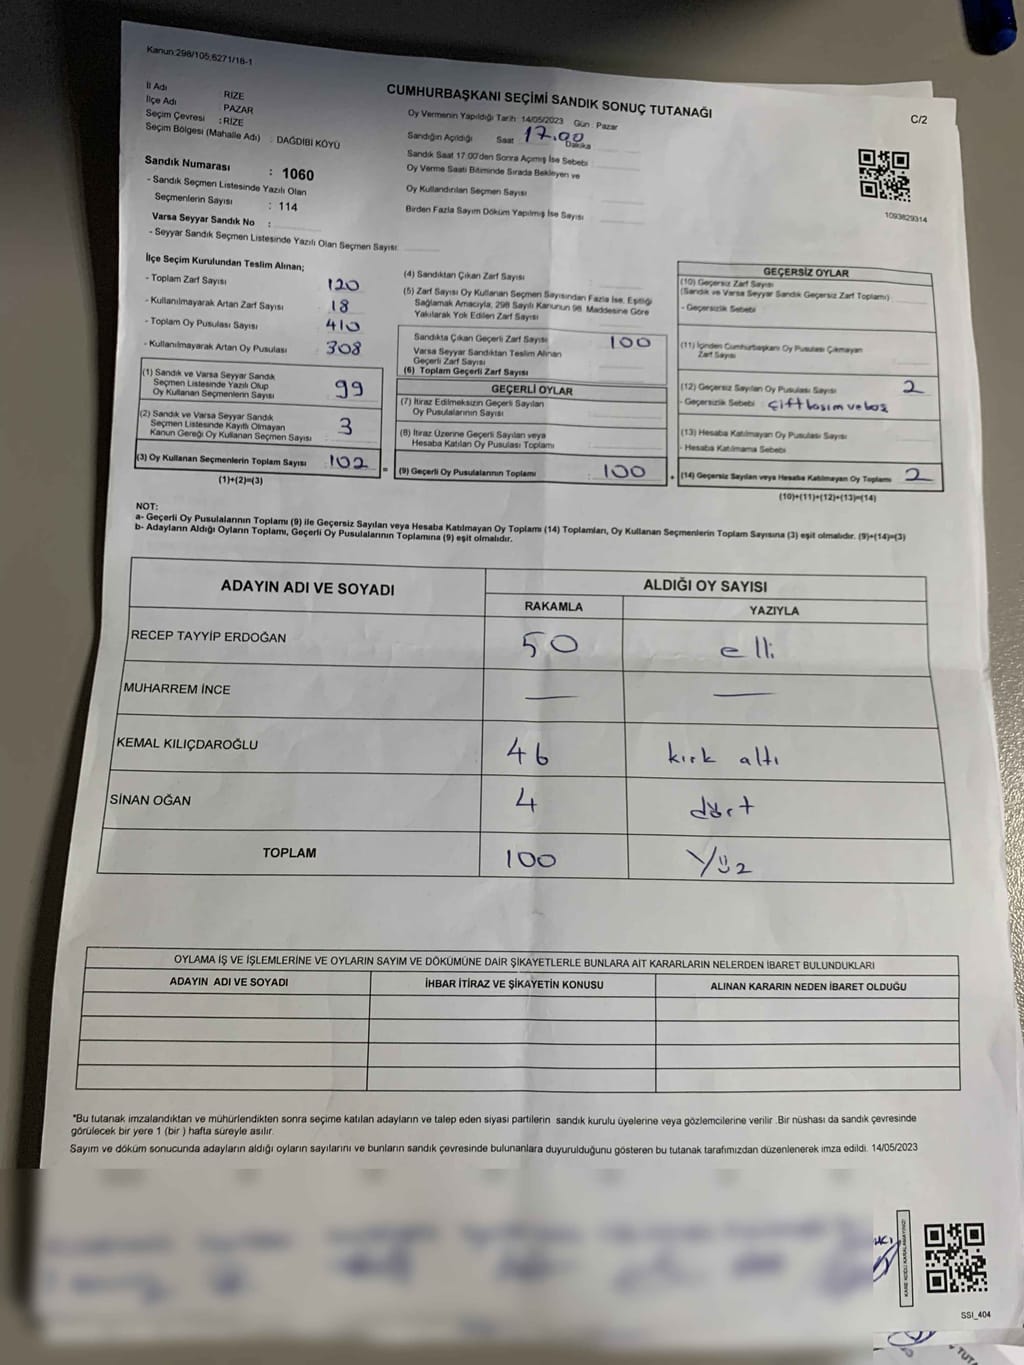 Kanun:298/105;6271/18-1
CUMHURBAŞKANI SEÇİMİ SANDIK SONUÇ TUTANAĞI
C/2
İl Adı : RİZE
İlçe Adı : PAZAR
Seçim Çevresi : RİZE
Seçim Bölgesi (Mahalle Adı) : DAĞDİBİ KÖYÜ
Oy Vermenin Yapıldığı Tarih :14/05/2023 Gün : Pazar
Sandığın Açıldığı Saat 17.00 Dakika
Sandık Saat 17:00'den Sonra Açımış İse Sebebi
Oy Verme Saati Bitiminde Sırada Bekleyen ve
Oy Kullandırılan Seçmen Sayısı
Birden Fazla Sayım Döküm Yapılmış İse Sayısı
1093829314
Sandık Numarası : 1060
- Sandık Seçmen Listesinde Yazılı Olan
Seçmenlerin Sayısı : 114
Varsa Seyyar Sandık No :
- Seyyar Sandık Seçmen Listesinde Yazılı Olan Seçmen Sayısı:
İlçe Seçim Kurulundan Teslim Alınan;
- Toplam Zarf Sayısı 120
- Kullanılmayarak Artan Zarf Sayısı 18
- Toplam Oy Pusulası Sayısı 410
- Kullanılmayarak Artan Oy Pusulası 308
(1) Sandık ve Varsa Seyyar Sandık
Seçmen Listesinde Yazılı Olup
Oy Kullanan Seçmenlerin Sayısı 99
(2) Sandık ve Varsa Seyyar Sandık
Seçmen Listesinde Kayıtlı Olmayan
Kanun Gereği Oy Kullanan Seçmen Sayısı 3
(3) Oy Kullanan Seçmenlerin Toplam Sayısı 102
(1)+(2)=(3)
(4) Sandıktan Çıkan Zarf Sayısı
(5) Zarf Sayısı Oy Kullanan Seçmen Sayısından Fazla İse, Eşitliği
Sağlamak Amacıyla, 298 Sayılı Kanunun 98. Maddesine Göre
Yakılarak Yok Edilen Zarf Sayısı
Sandıkta Çıkan Geçerli Zarf Sayısı 100
Varsa Seyyar Sandıktan Teslim Alınan
Geçerli Zarf Sayısı
(6) Toplam Geçerli Zarf Sayısı
GEÇERLİ OYLAR
(7) İtiraz Edilmeksizin Geçerli Sayılan
Oy Pusulalarının Sayısı
(8) İtiraz Üzerine Geçerli Sayılan veya
Hesaba Katılan Oy Pusulası Toplamı
= (9) Geçerli Oy Pusulalarının Toplamı : 100
GEÇERSİZ OYLAR
(10) Geçersiz Zarf Sayısı
(Sandık ve Varsa Seyyar Sandık Geçersiz Zarf Toplamı)
- Geçersizlik Sebebi
(11) İçinden Cumhurbaşkanı Oy Pusulası Çıkmayan
Zarf Sayısı
(12) Geçersiz Sayılan Oy Pusulası Sayısı 2
- Geçersizlik Sebebi : çift basım ve boş
(13) Hesaba Katılmayan Oy Pusulası Sayısı
- Hesaba Katılmama Sebebi
+ (14) Geçersiz Sayılan veya Hesaba Katılmayan Oy Toplamı 2
(10)+(11)+(12)+(13)=(14)
NOT:
a- Geçerli Oy Pusulalarının Toplamı (9) ile Geçersiz Sayılan veya Hesaba Katılmayan Oy Toplamı (14) Toplamları, Oy Kullanan Seçmenlerin Toplam Sayısına (3) eşit olmalıdır. (9)+(14)=(3)
b- Adayların Aldığı Oyların Toplamı, Geçerli Oy Pusulalarının Toplamına (9) eşit olmalıdır.
ADAYIN ADI VE SOYADI ALDIĞI OY SAYISI
RAKAMLA YAZIYLA
RECEP TAYYİP ERDOĞAN 50 elli
MUHARREM İNCE — —
KEMAL KILIÇDAROĞLU 46 kırk altı
SİNAN OĞAN 4 dört
TOPLAM 100 Yüz
OYLAMA İŞ VE İŞLEMLERİNE VE OYLARIN SAYIM VE DÖKÜMÜNE DAİR ŞİKAYETLERLE BUNLARA AİT KARARLARIN NELERDEN İBARET BULUNDUKLARI
ADAYIN ADI VE SOYADI İHBAR İTİRAZ VE ŞİKAYETİN KONUSU ALINAN KARARIN NEDEN İBARET OLDUĞU
*Bu tutanak imzalandıktan ve mühürlendikten sonra seçime katılan adayların ve talep eden siyasi partilerin sandık kurulu üyelerine veya gözlemcilerine verilir .Bir nüshası da sandık çevresinde
görülecek bir yere 1 (bir ) hafta süreyle asılır.
Sayım ve döküm sonucunda adayların aldığı oyların sayılarını ve bunların sandık çevresinde bulunanlara duyurulduğunu gösteren bu tutanak tarafımızdan düzenlenerek imza edildi. 14/05/2023
KARE KODU KARALAMAYINIZ!
SSI_404